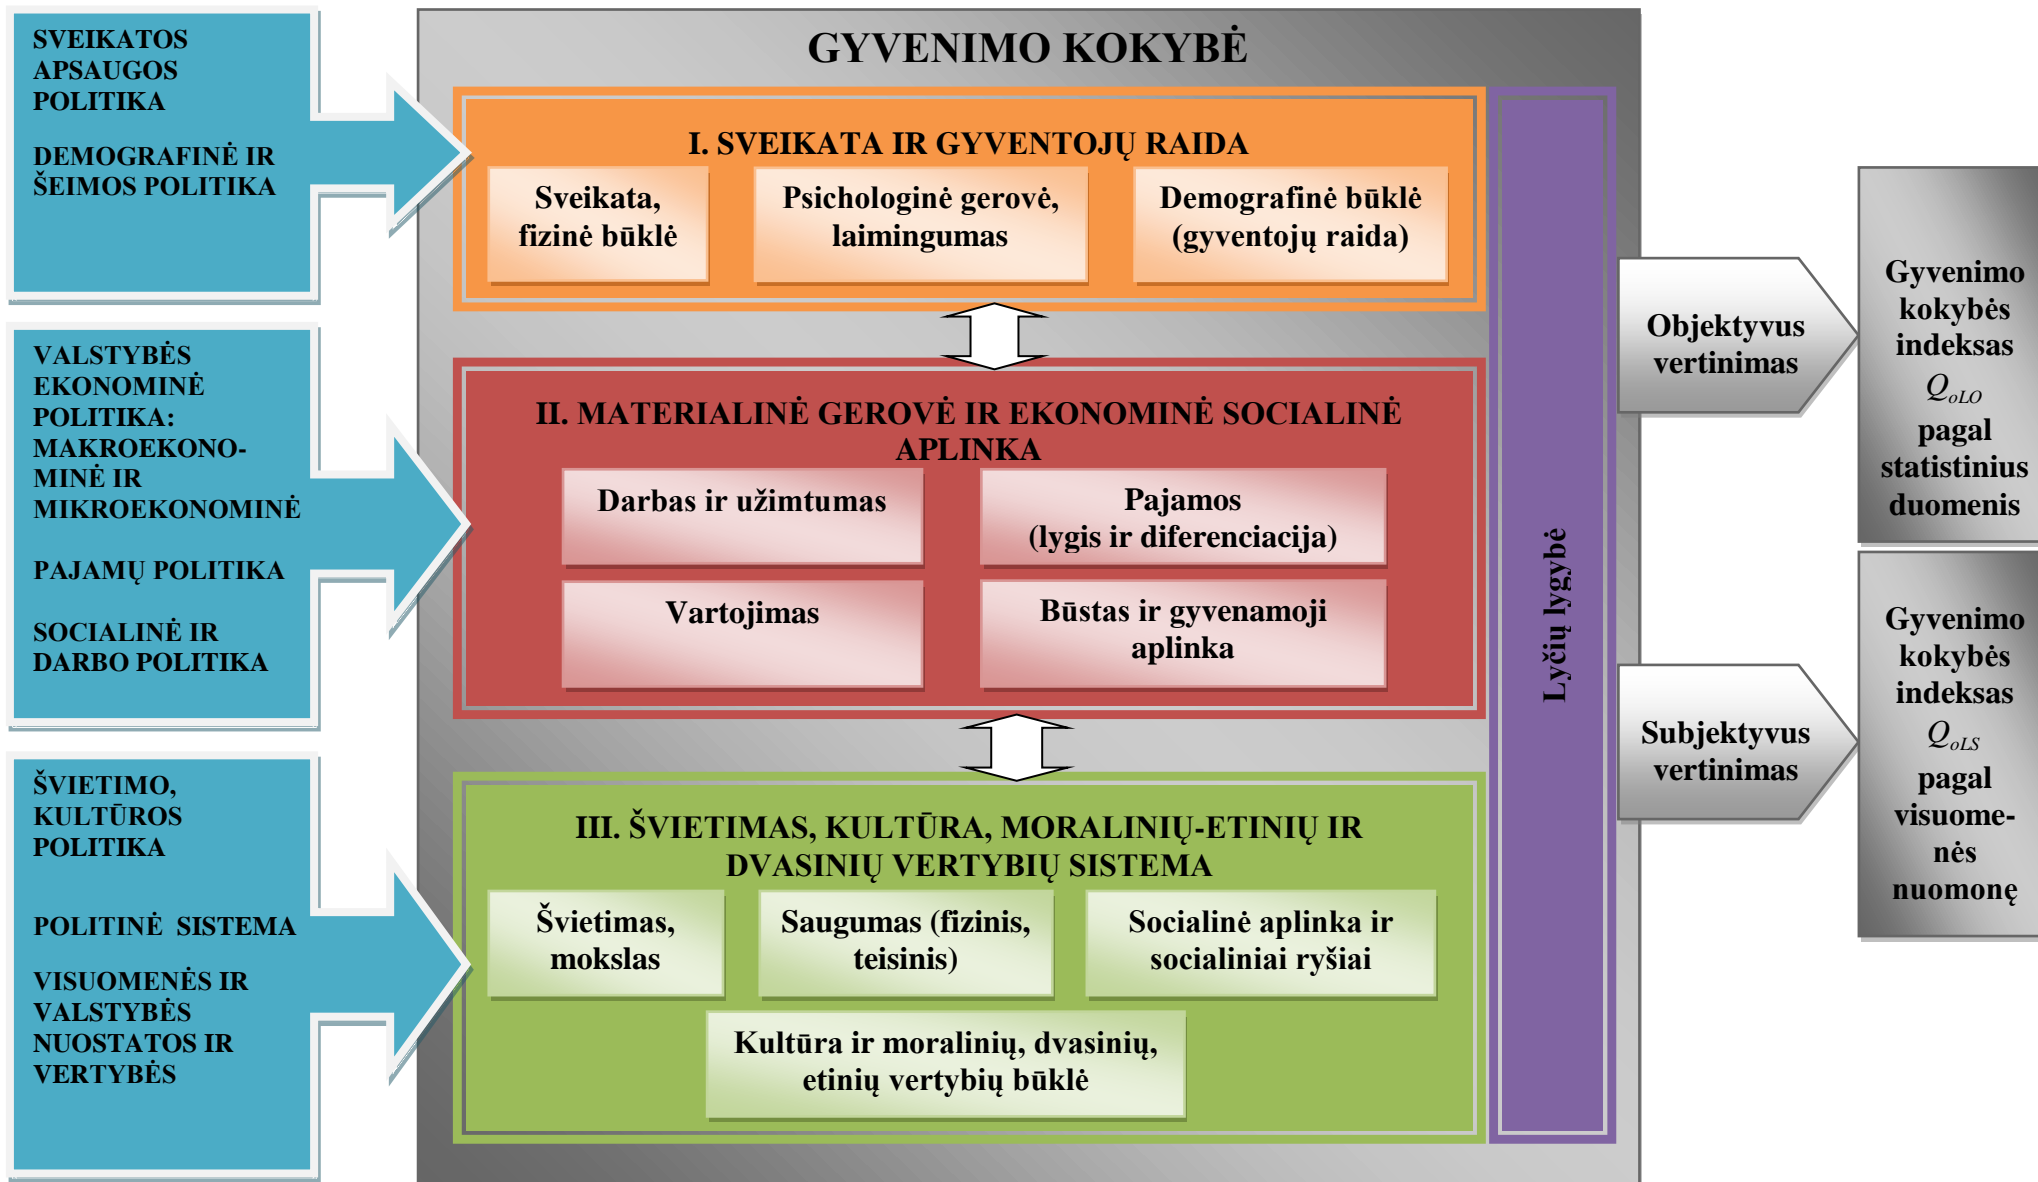 SVEIKATOS
APSAUGOS
POLITIKA
DEMOGRAFINĖ IR
ŠEIMOS POLITIKA
VALSTYBĖS
EKONOMINĖ
POLITIKA:
MAKROEKONO-
MINĖ IR
MIKROEKONOMINĖ
PAJAMŲ POLITIKA
SOCIALINĖ IR
DARBO POLITIKA
ŠVIETIMO,
KULTŪROS
POLITIKA
POLITINĖ SISTEMA
VISUOMENĖS IR
VALSTYBĖS
NUOSTATOS IR
VERTYBĖS
GYVENIMO KOKYBĖ
I. SVEIKATA IR GYVENTOJŲ RAIDA
Sveikata,
fizinė būklė
Psichologinė gerovė,
laimingumas
Demografinė būklė
(gyventojų raida)
II. MATERIALINĖ GEROVĖ IR EKONOMINĖ SOCIALINĖ
APLINKA
Darbas ir užimtumas
Pajamos
(lygis ir diferenciacija)
Vartojimas
Būstas ir gyvenamoji
aplinka
III. ŠVIETIMAS, KULTŪRA, MORALINIŲ-ETINIŲ IR
DVASINIŲ VERTYBIŲ SISTEMA
Švietimas,
mokslas
Saugumas (fizinis,
teisinis)
Socialinė aplinka ir
socialiniai ryšiai
Kultūra ir moralinių, dvasinių,
etinių vertybių būklė
Lyčių lygybė
Objektyvus
vertinimas
Subjektyvus
vertinimas
Gyvenimo
kokybės
indeksas
QoLO
pagal
statistinius
duomenis
Gyvenimo
kokybės
indeksas
QoLS
pagal
visuome-
nės
nuomonę